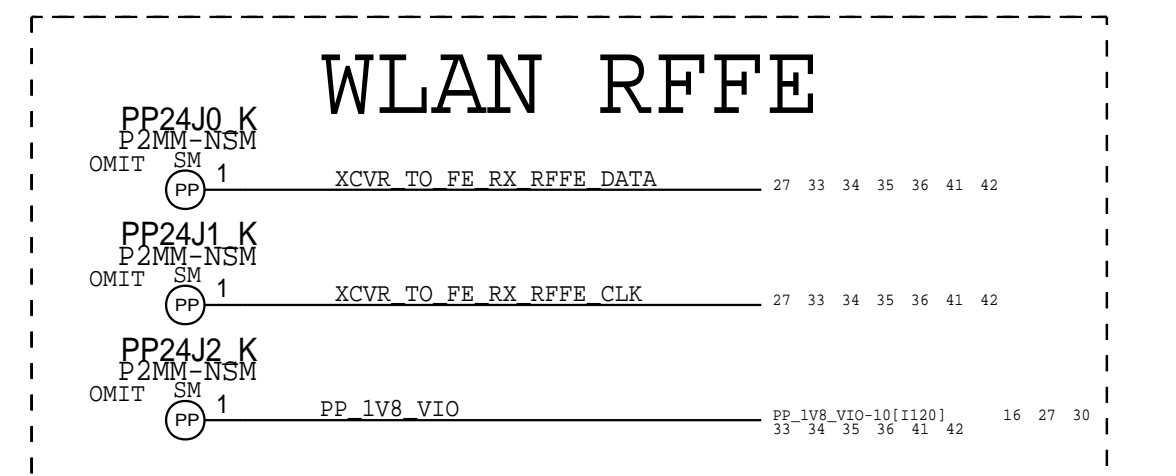 WLAN RFFE
PP24J0_K
P2MM-NSM
OMIT SM 1
PP XCVR_TO_FE_RX_RFFE_DATA 27 33 34 35 36 41 42
PP24J1_K
P2MM-NSM
OMIT SM 1
PP XCVR_TO_FE_RX_RFFE_CLK 27 33 34 35 36 41 42
PP24J2_K
P2MM-NSM
OMIT SM 1
PP PP_1V8_VIO PP_1V8_VIO-10[I120] 16 27 30
33 34 35 36 41 42